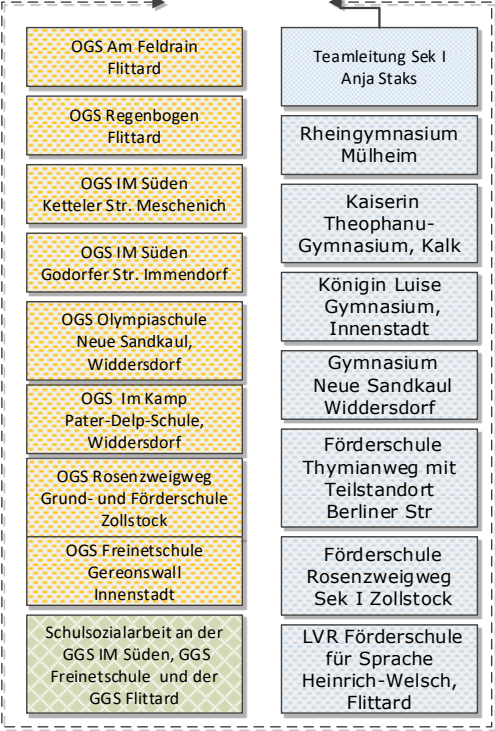 OGS Am Feldrain
Flittard
OGS Regenbogen
Flittard
OGS IM Süden
Ketteler Str. Meschenich
OGS IM Süden
Godorfer Str. Immendorf
OGS Olympiaschule
Neue Sandkaul,
Widdersdorf
OGS Im Kamp
Pater-Delp-Schule,
Widdersdorf
OGS Rosenzweigweg
Grund- und Förderschule
Zollstock
OGS Freinetschule
Gereonswall
Innenstadt
Schulsozialarbeit an der
GGS IM Süden, GGS
Freinetschule und der
GGS Flittard
Teamleitung Sek I
Anja Staks
Rheingymnasium
Mülheim
Kaiserin
Theophanu-
Gymnasium, Kalk
Königin Luise
Gymnasium,
Innenstadt
Gymnasium
Neue Sandkaul
Widdersdorf
Förderschule
Thymianweg mit
Teilstandort
Berliner Str
Förderschule
Rosenzweigweg
Sek I Zollstock
LVR Förderschule
für Sprache
Heinrich-Welsch,
Flittard